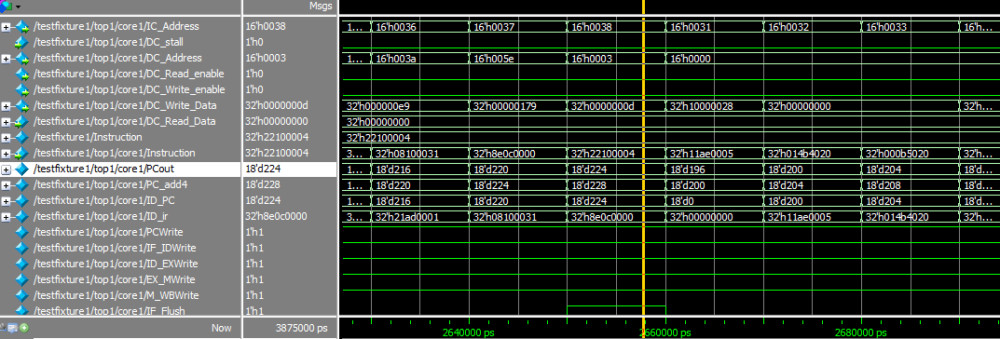 Msgs
/testfixture1/top1/core1/IC_Address 16'h0038 1... 16'h0036 16'h0037 16'h0038 16'h0031 16'h0032 16'h0033 16'h...
/testfixture1/top1/core1/DC_stall 1'h0
/testfixture1/top1/core1/DC_Address 16'h0003 1... 16'h003a 16'h005e 16'h0003 16'h0000
/testfixture1/top1/core1/DC_Read_enable 1'h0
/testfixture1/top1/core1/DC_Write_enable 1'h0
/testfixture1/top1/core1/DC_Write_Data 32'h0000000d 32'h000000e9 32'h00000179 32'h0000000d 32'h10000028 32'h00000000 32'h...
/testfixture1/top1/core1/DC_Read_Data 32'h00000000 32'h00000000
/testfixture1/Instruction 32'h22100004 32'h22100004
/testfixture1/top1/core1/Instruction 32'h22100004 3... 32'h08100031 32'h8e0c0000 32'h22100004 32'h11ae0005 32'h014b4020 32'h000b5020 32'h...
/testfixture1/top1/core1/PCout 18'd224 1... 18'd216 18'd220 18'd224 18'd196 18'd200 18'd204 18'd...
/testfixture1/top1/core1/PC_add4 18'd228 1... 18'd220 18'd224 18'd228 18'd200 18'd204 18'd208 18'd...
/testfixture1/top1/core1/ID_PC 18'd224 1... 18'd216 18'd220 18'd224 18'd0 18'd200 18'd204 18'd...
/testfixture1/top1/core1/ID_ir 32'h8e0c0000 3... 32'h21ad0001 32'h08100031 32'h8e0c0000 32'h00000000 32'h11ae0005 32'h014b4020 32'h...
/testfixture1/top1/core1/PCWrite 1'h1
/testfixture1/top1/core1/IF_IDWrite 1'h1
/testfixture1/top1/core1/ID_EXWrite 1'h1
/testfixture1/top1/core1/EX_MWrite 1'h1
/testfixture1/top1/core1/M_WBWrite 1'h1
/testfixture1/top1/core1/IF_Flush 1'h1
Now 3875000 ps 2640000 ps 2660000 ps 2680000 ps